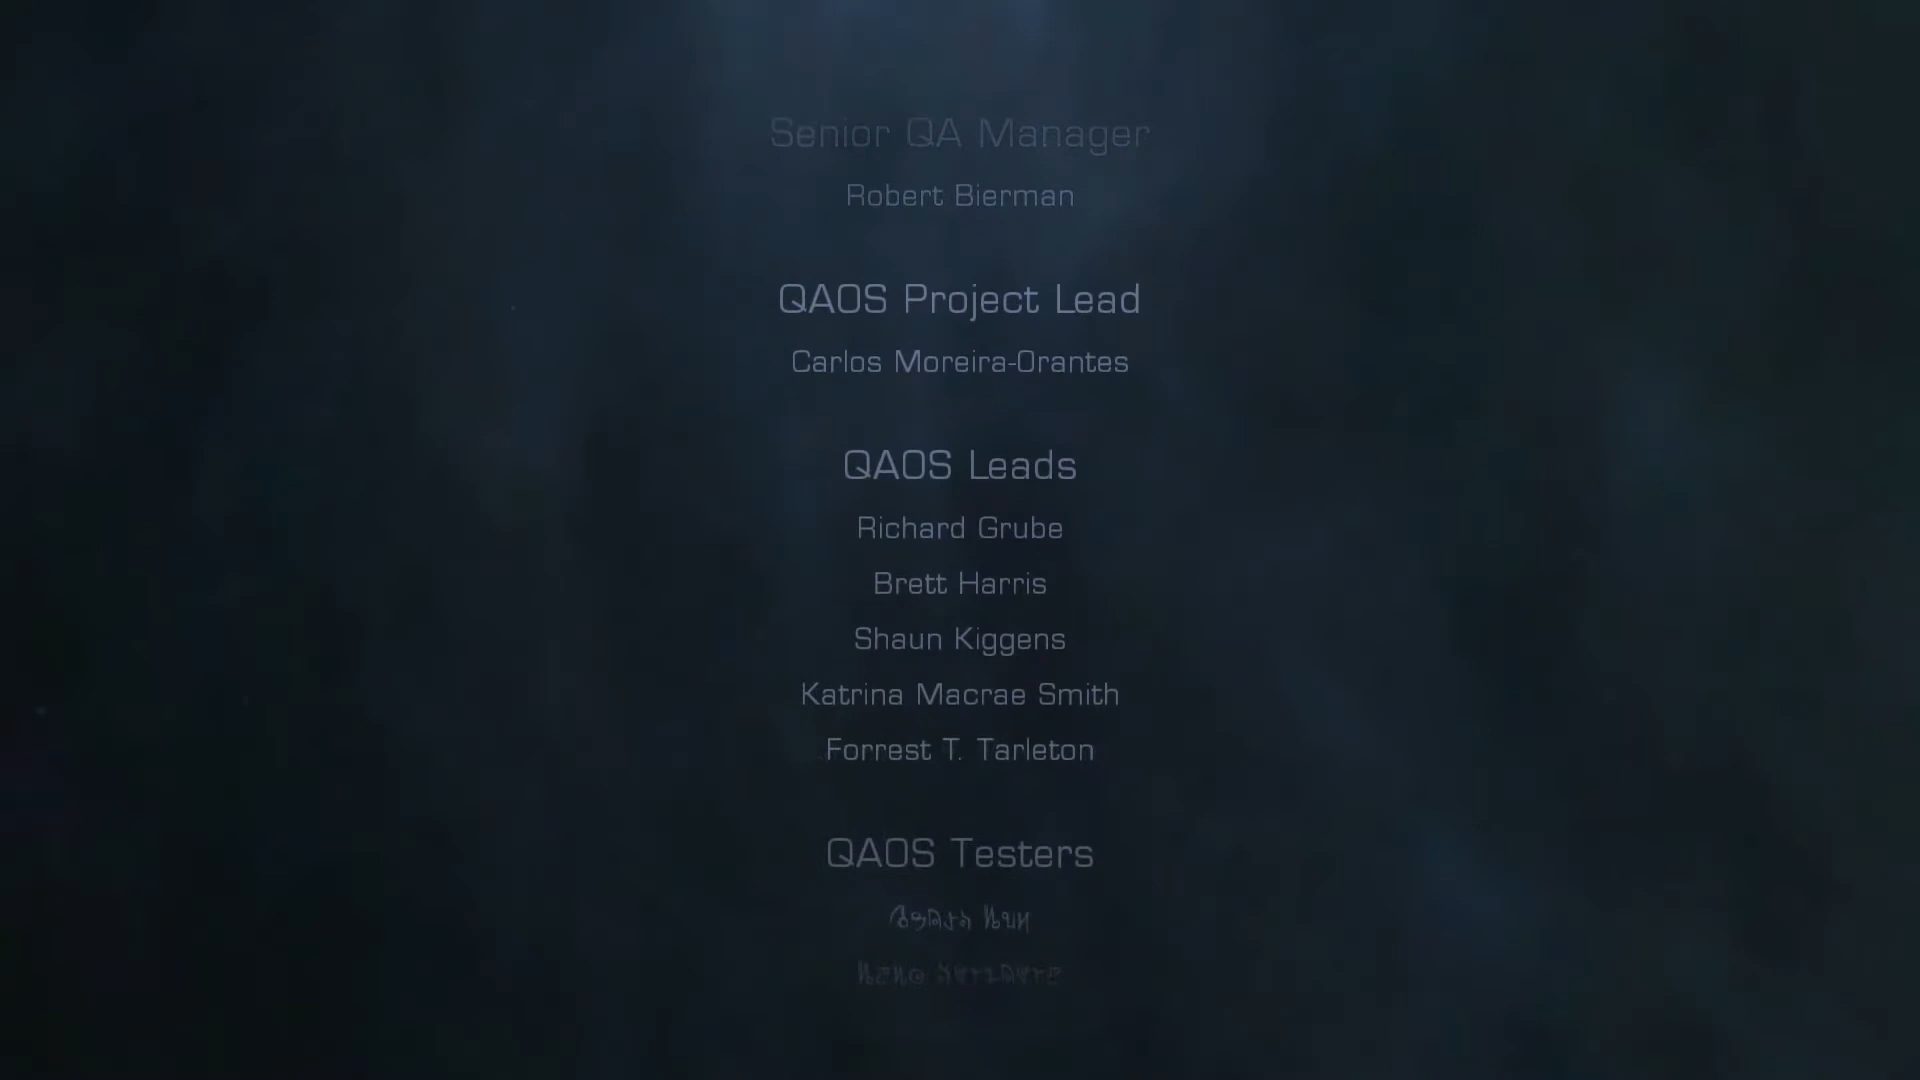 Senior QA Manager
Robert Bierman
QAOS Project Lead
Carlos Moreira-Orantes
QAOS Leads
Richard Grube
Brett Harris
Shaun Kiggens
Katrina Macrae Smith
Forrest T. Tarleton
QAOS Testers